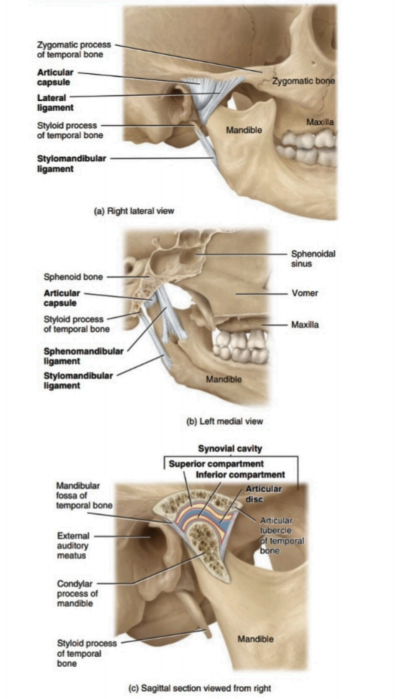 Zygomatic process
of temporal bone
Articular
capsule
Zygomatic bone
Lateral
ligament
Styloid process
of temporal bone
Maxilla
Mandible
Stylomandibular
ligament
(a) Right lateral view
Sphenoidal
sinus
Sphenoid bone
Articular
capsule
Vomer
Styloid process
of temporal bone
Maxilla
Sphenomandibular
ligament
Stylomandibular
ligament
Mandible
(b) Left medial view
Synovial cavity
Superior compartment
Inferior compartment
Mandibular
fossa of
temporal bone
Articular
disc
Articular
tubercle
of temporal
bone
External
auditory
meatus
Condylar
process of
mandible
Styloid process
of temporal
bone
Mandible
(c) Sagittal section viewed from right